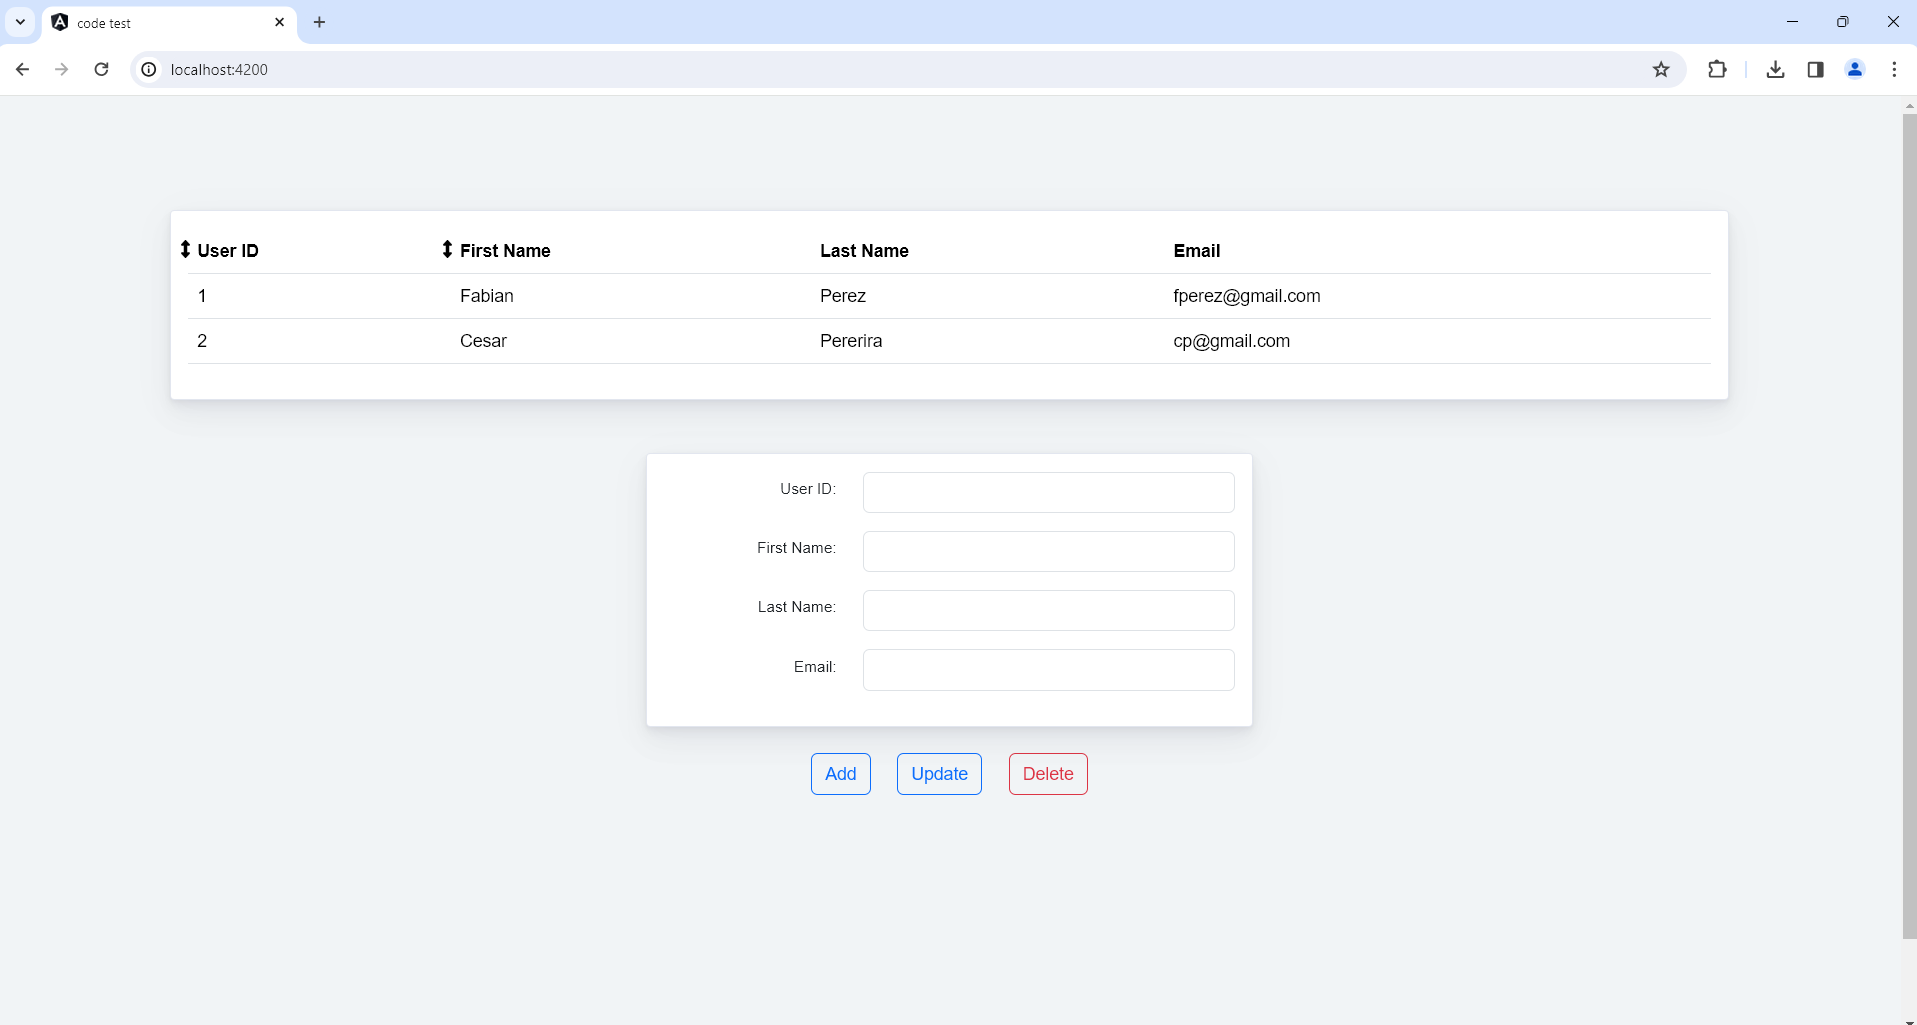 code test
localhost:4200
User ID First Name Last Name Email
1 Fabian Perez fperez@gmail.com
2 Cesar Pererira cp@gmail.com
User ID:
First Name:
Last Name:
Email:
Add Update Delete